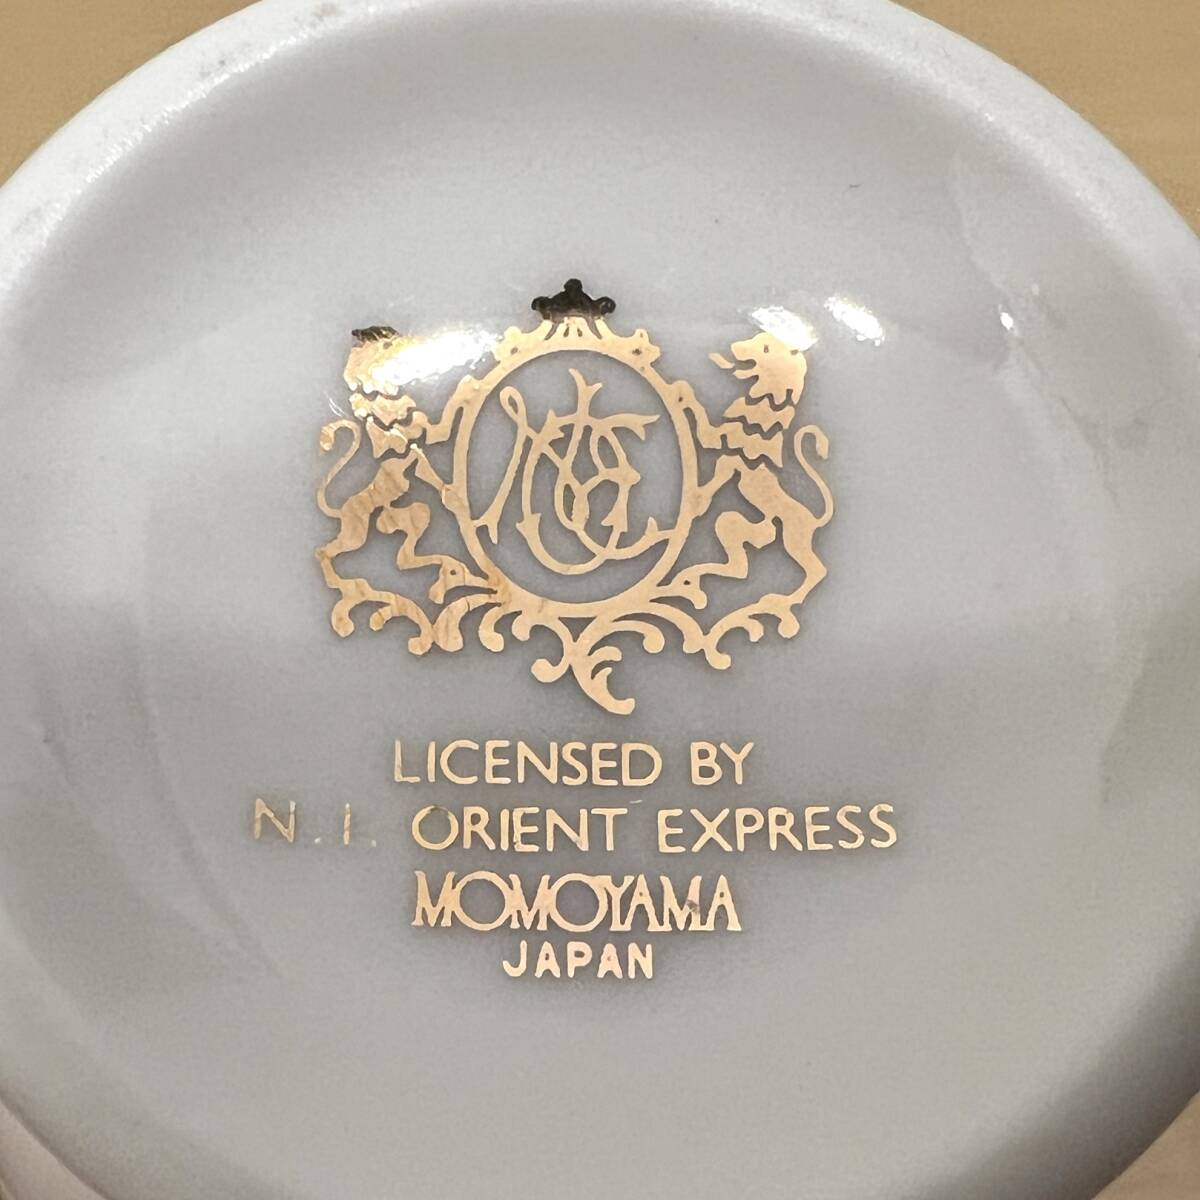 LICENSED BY
N.I. ORIENT EXPRESS
MOMOYAMA
JAPAN